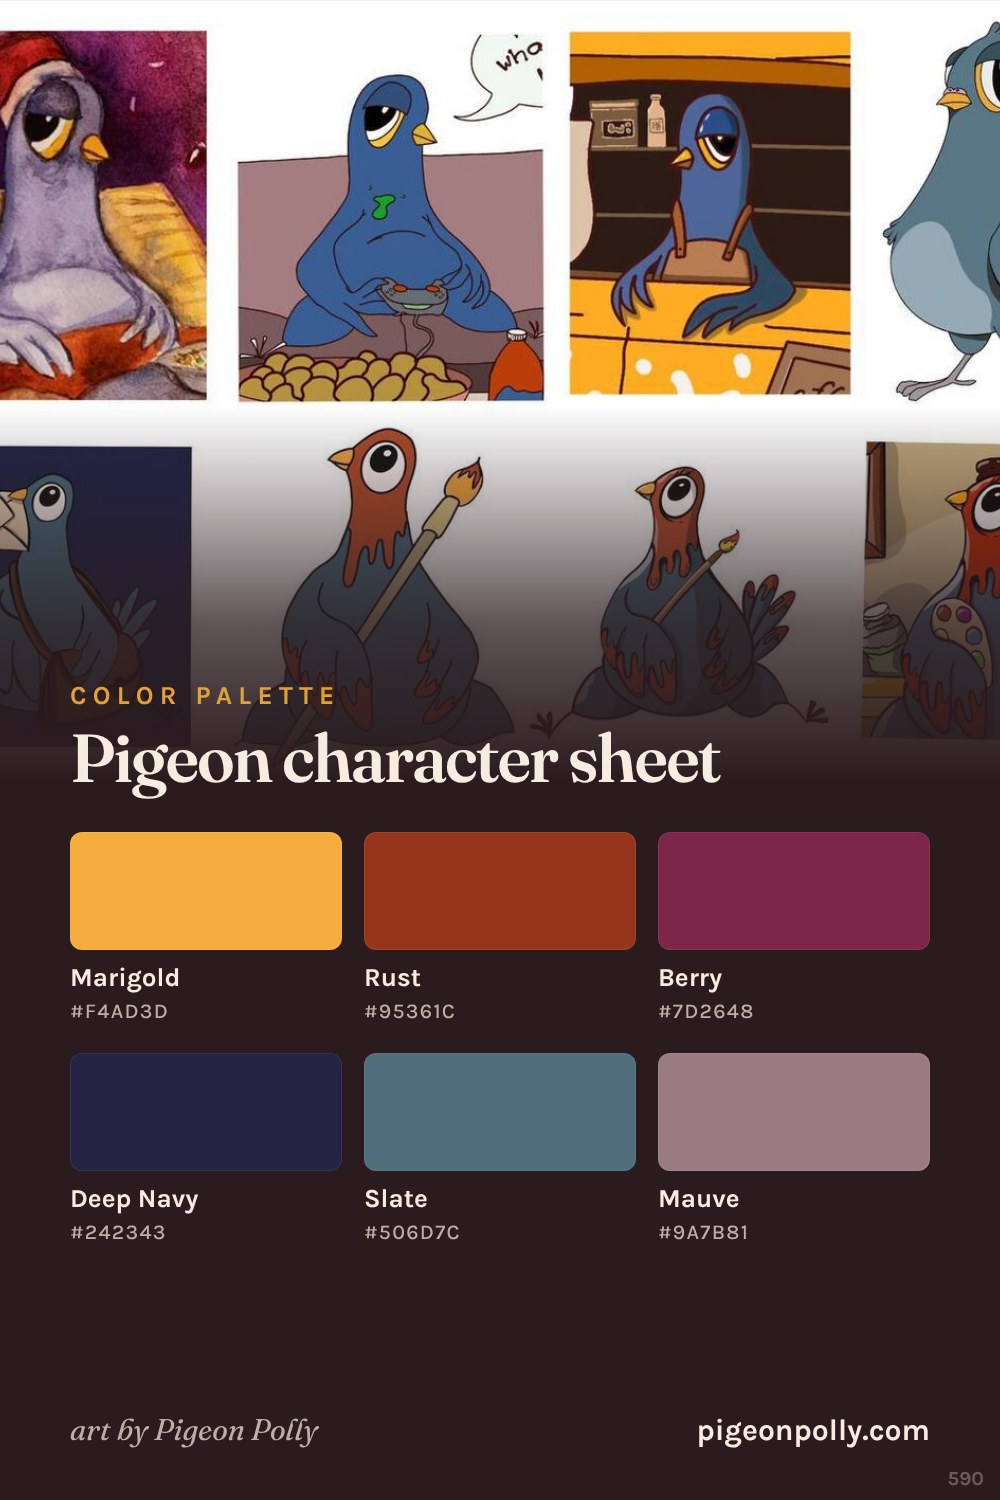 who
COLOR PALETTE
Pigeon character sheet
Marigold
#F4AD3D
Rust
#95361C
Berry
#7D2648
Deep Navy
#242343
Slate
#506D7C
Mauve
#9A7B81
art by Pigeon Polly
pigeonpolly.com
590